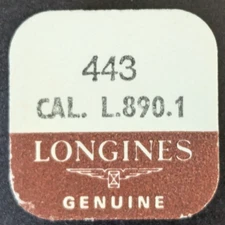 443
CAL. L.890.1
LONGINES
GENUINE